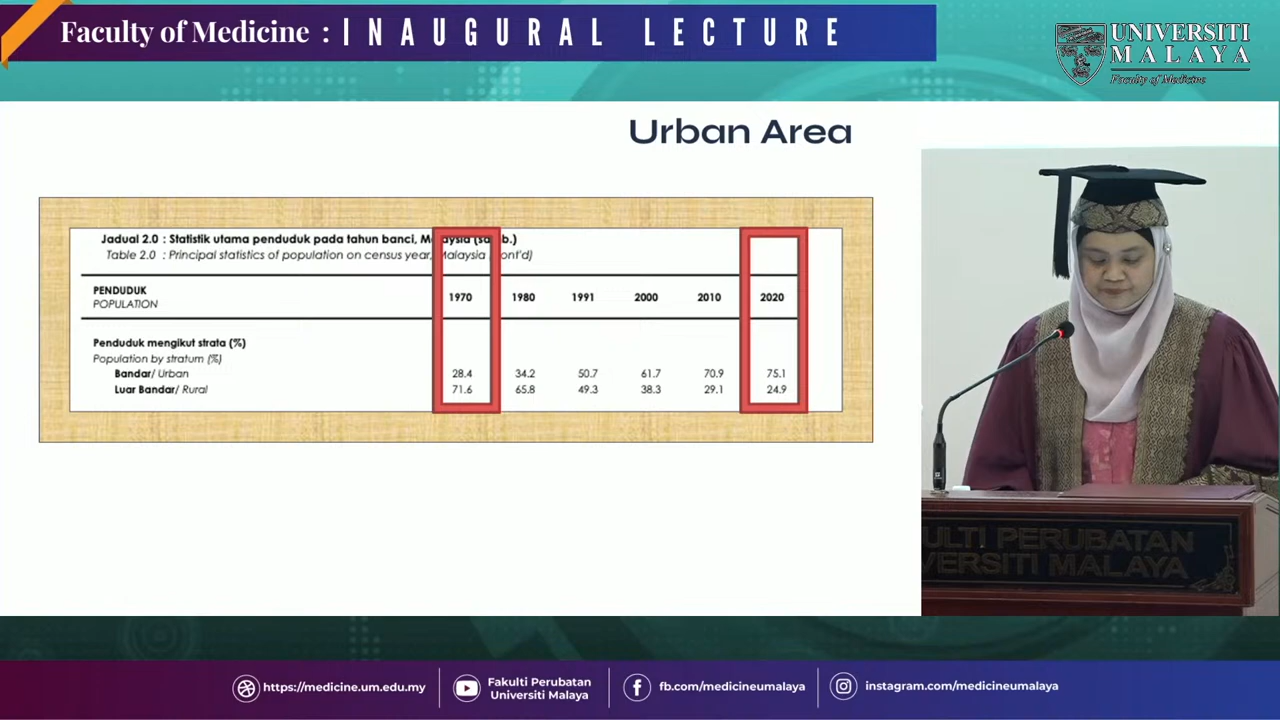 Faculty of Medicine : INAUGURAL LECTURE
UNIVERSITI
MALAYA
Faculty of Medicine
Urban Area
Jadual 2.0 : Statistik utama penduduk pada tahun banci, Malaysia (samb.)
Table 2.0 : Principal statistics of population on census year, Malaysia (cont'd)
PENDUDUK
POPULATION
1970 1980 1991 2000 2010 2020
Penduduk mengikut strata (%)
Population by stratum (%)
Bandar/ Urban 28.4 34.2 50.7 61.7 70.9 75.1
Luar Bandar/ Rural 71.6 65.8 49.3 38.3 29.1 24.9
ULTI PERUBATAN
VERSITI MALAYA
https://medicine.um.edu.my
Fakulti Perubatan
Universiti Malaya
fb.com/medicineumalaya
instagram.com/medicineumalaya